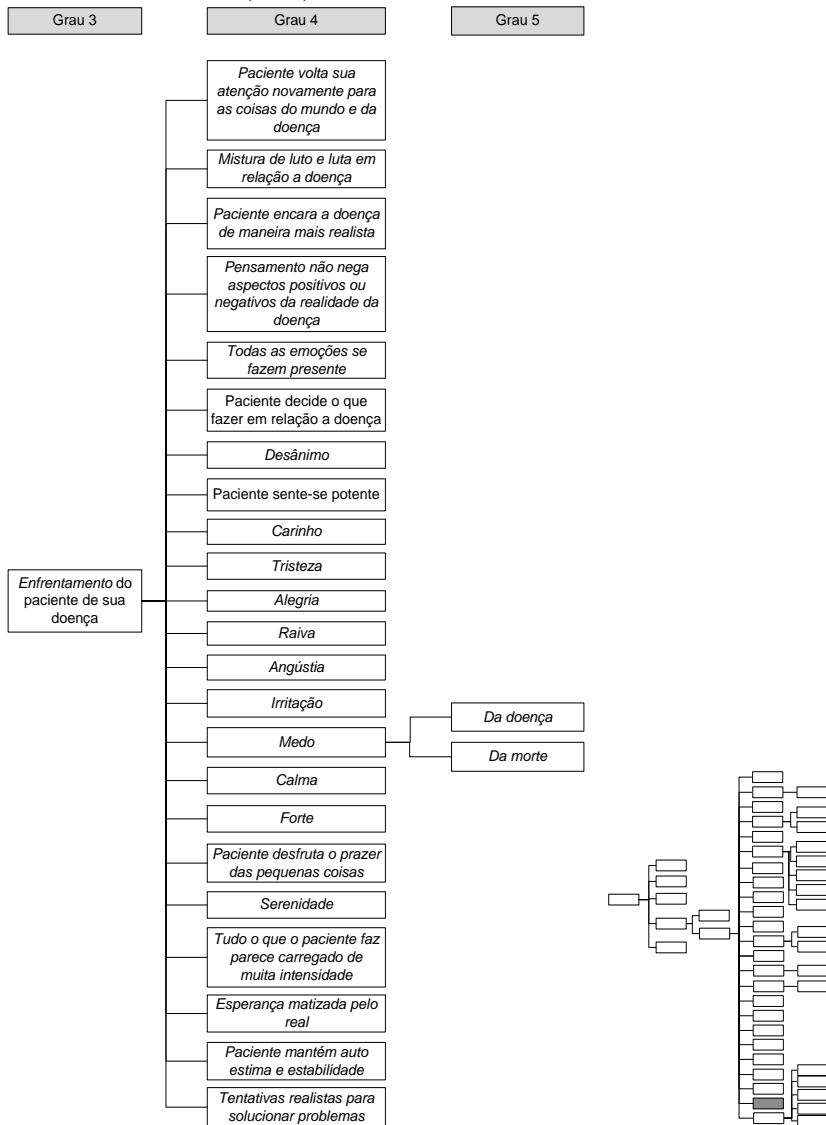 Grau 3
Grau 4
Grau 5
Paciente volta sua
atenção novamente para
as coisas do mundo e da
doença
Mistura de luto e luta em
relação a doença
Paciente encara a doença
de maneira mais realista
Pensamento não nega
aspectos positivos ou
negativos da realidade da
doença
Todas as emoções se
fazem presente
Paciente decide o que
fazer em relação a doença
Desânimo
Paciente sente-se potente
Carinho
Tristeza
Enfrentamento do
paciente de sua
doença
Alegria
Raiva
Angústia
Irritação
Medo
Da doença
Da morte
Calma
Forte
Paciente desfruta o prazer
das pequenas coisas
Serenidade
Tudo o que o paciente faz
parece carregado de
muita intensidade
Esperança matizada pelo
real
Paciente mantém auto
estima e estabilidade
Tentativas realistas para
solucionar problemas